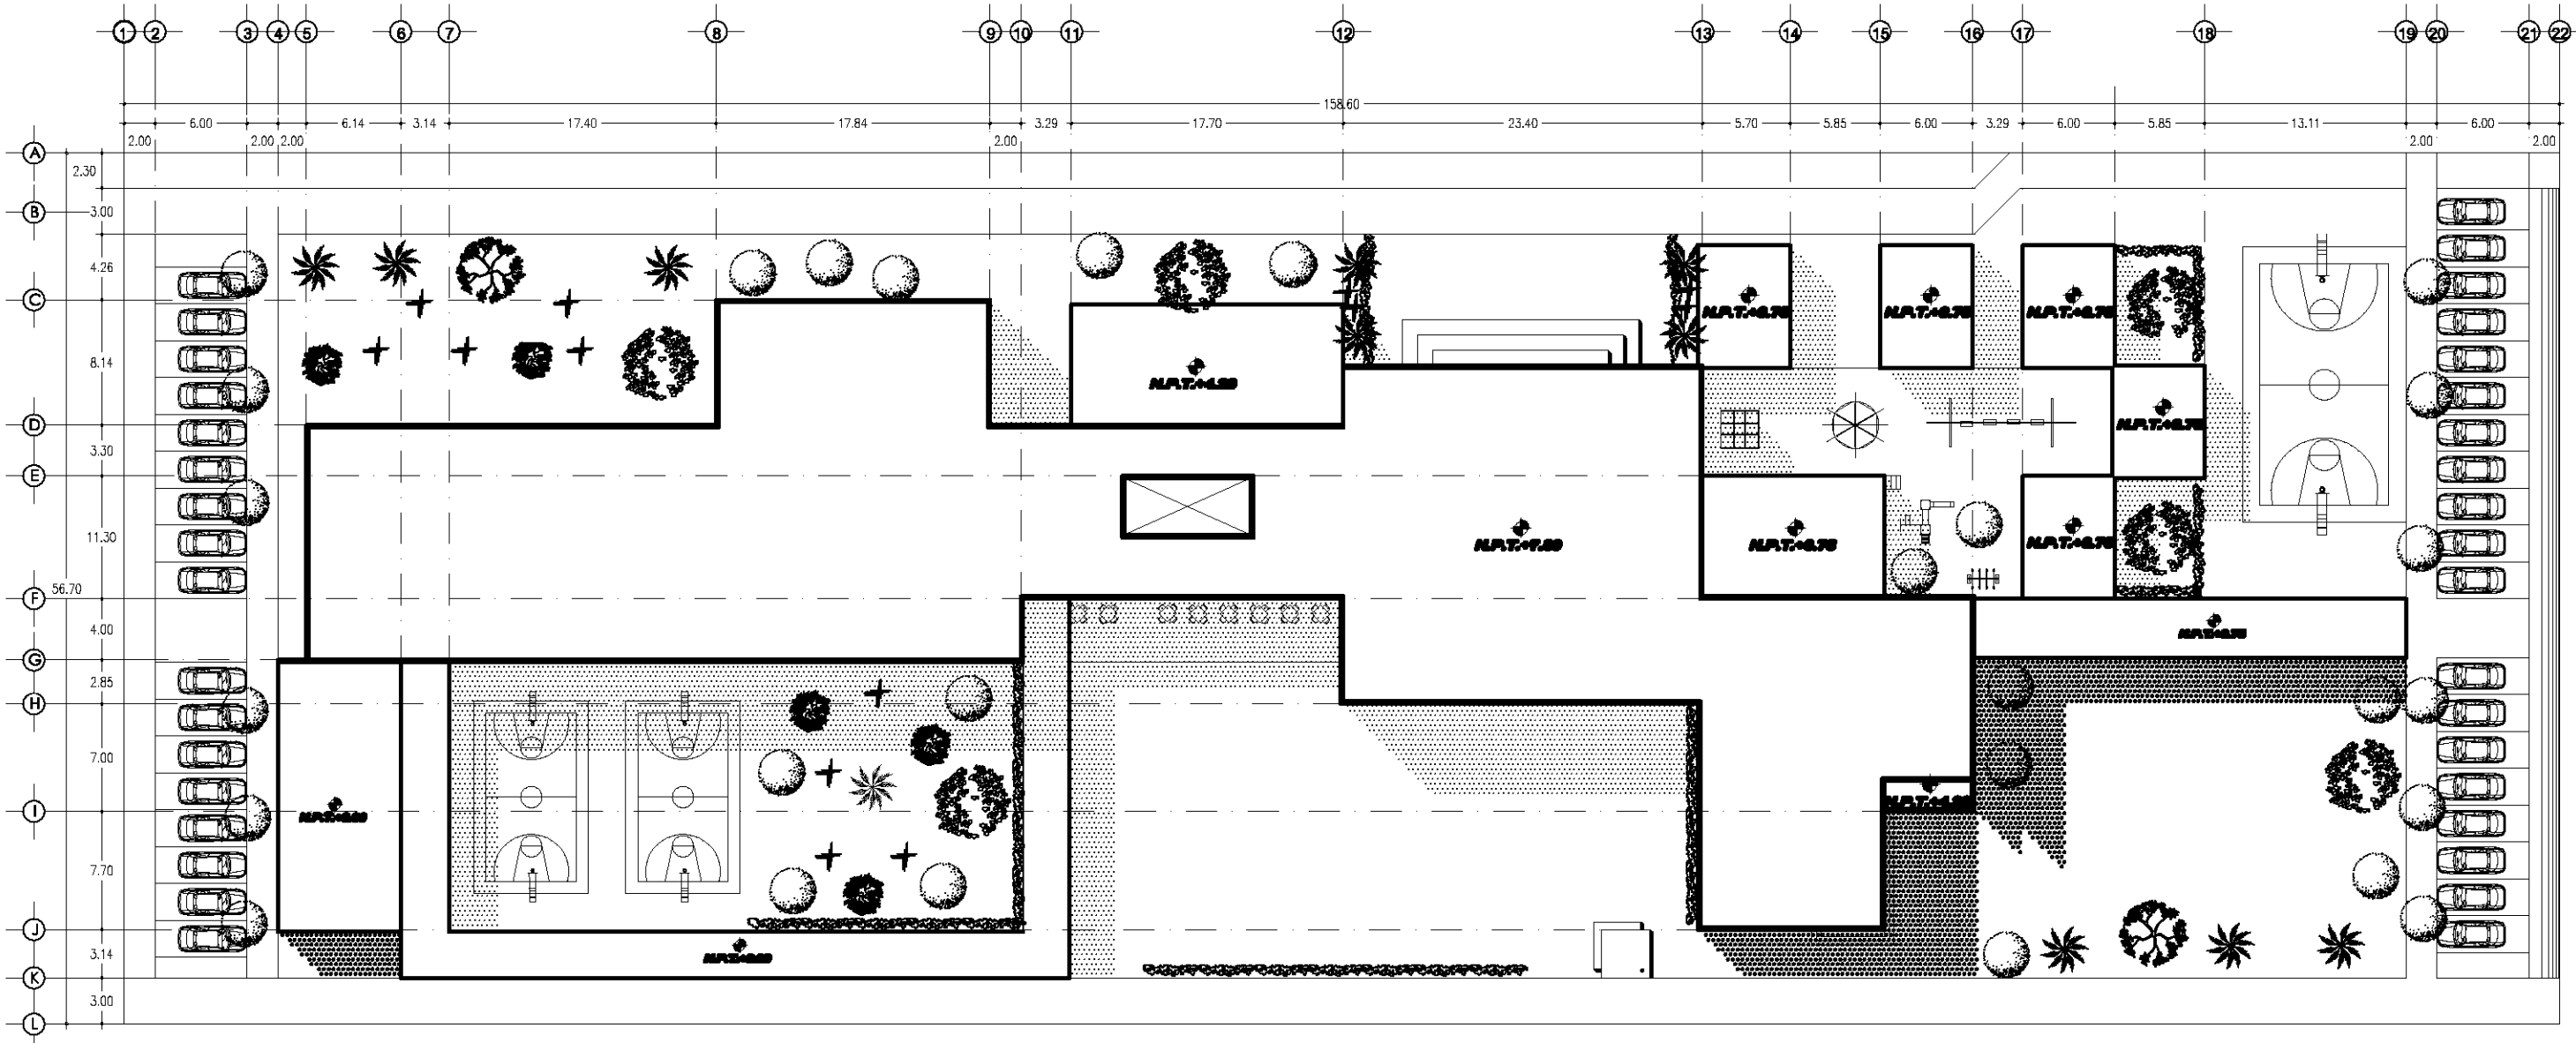 1 2 3 4 5 6 7 8 9 10 11 12 13 14 15 16 17 18 19 20 21 22
158.60
6.00 6.14 3.14 17.40 17.84 3.29 17.70 23.40 5.70 5.85 6.00 3.29 6.00 5.85 13.11 6.00
2.00 2.00 2.00 2.00 2.00 2.00
A
2.30
B
3.00
4.26
C
8.14
D
3.30
E
11.30
56.70
F
4.00
G
2.85
H
7.00
I
7.70
J
3.14
K
3.00
L
N.P.T.
N.P.T.
N.P.T.
N.P.T.
N.P.T.
N.P.T.
N.P.T.
N.P.T.
N.P.T.
N.P.T.
N.P.T.
N.P.T.
N.P.T.